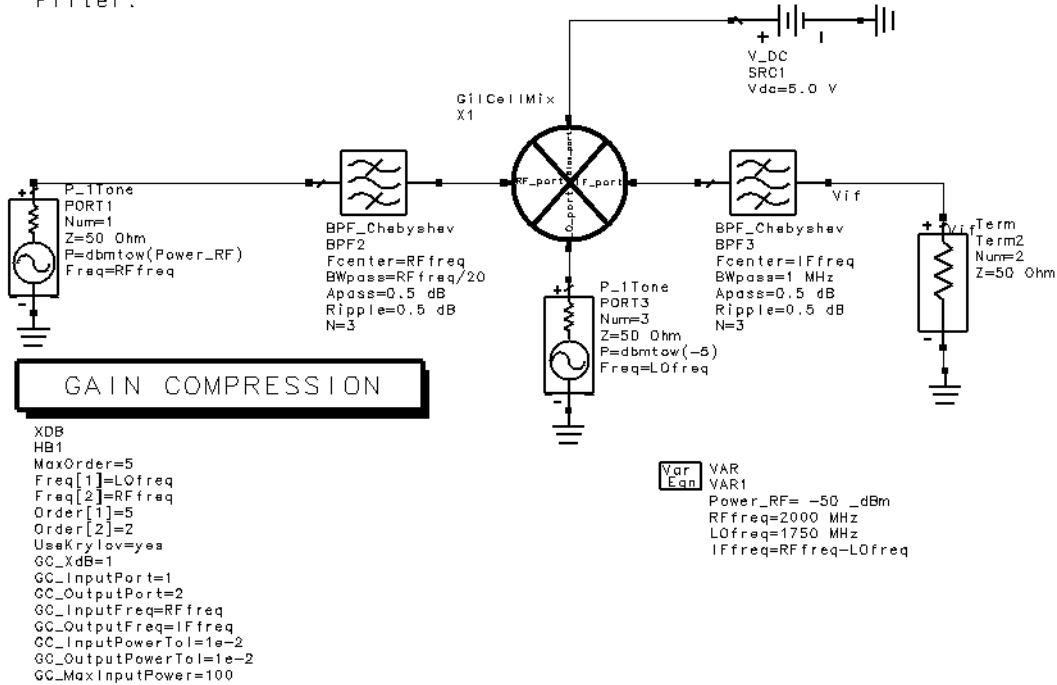 Filter.
V_DC
SRC1
Vdc=5.0 V
GilCellMix
X1
RF_port
IF_port
P_1Tone
PORT1
Num=1
Z=50 Ohm
P=dbmtow(Power_RF)
Freq=RFfreq
BPF_Chebyshev
BPF2
Fcenter=RFfreq
BWpass=RFfreq/20
Apass=0.5 dB
Ripple=0.5 dB
N=3
P_1Tone
PORT3
Num=3
Z=50 Ohm
P=dbmtow(-5)
Freq=LOfreq
BPF_Chebyshev
BPF3
Fcenter=IFfreq
BWpass=1 MHz
Apass=0.5 dB
Ripple=0.5 dB
N=3
Vif
Vif
Term
Term2
Num=2
Z=50 Ohm
GAIN COMPRESSION
XDB
HB1
MaxOrder=5
Freq[1]=LOfreq
Freq[2]=RFfreq
Order[1]=5
Order[2]=2
UseKrylov=yes
GC_XdB=1
GC_InputPort=1
GC_OutputPort=2
GC_InputFreq=RFfreq
GC_OutputFreq=IFfreq
GC_InputPowerTol=1e-2
GC_OutputPowerTol=1e-2
GC_MaxInputPower=100
Var
Eqn
VAR
VAR1
Power_RF= -50 _dBm
RFfreq=2000 MHz
LOfreq=1750 MHz
IFfreq=RFfreq-LOfreq